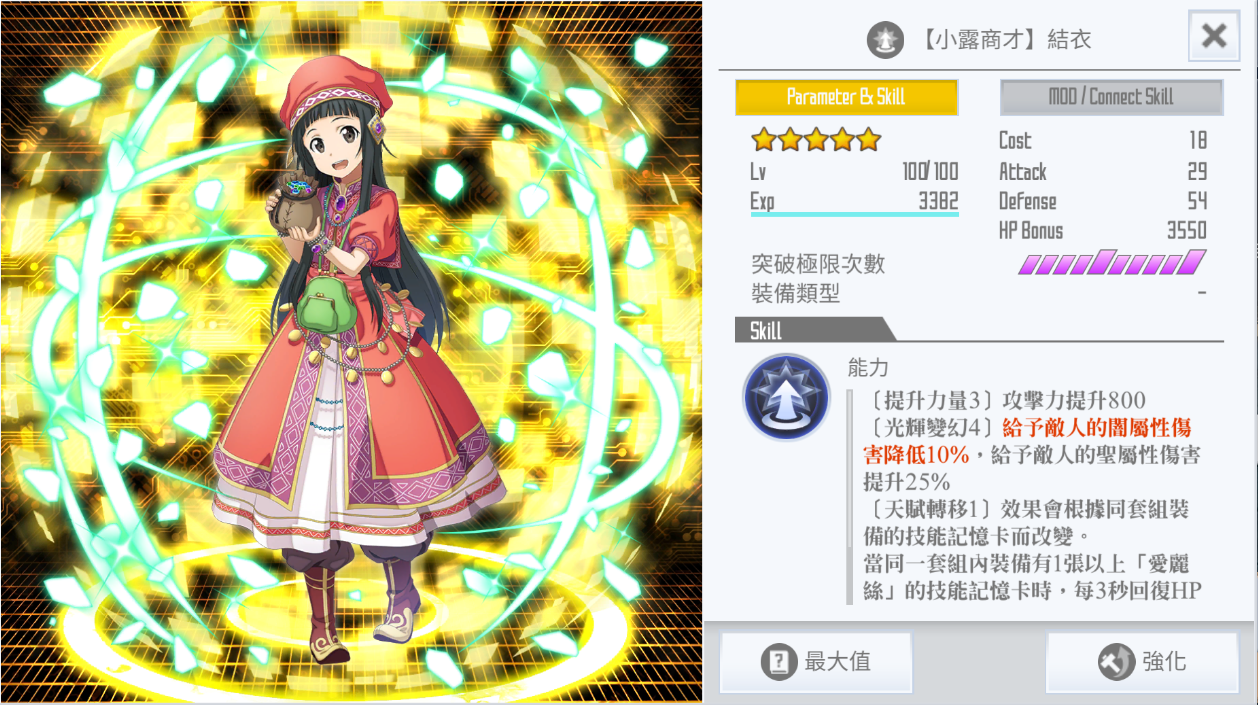 【小露商才】結衣
Parameter & Skill
MOD / Connect Skill
Lv 100/100
Exp 3382
Cost 18
Attack 29
Defense 54
HP Bonus 3550
突破極限次數
裝備類型 -
Skill
能力
〔提升力量3〕攻擊力提升800
〔光輝變幻4〕給予敵人的闇屬性傷
害降低10%，給予敵人的聖屬性傷害
提升25%
〔天賦轉移1〕效果會根據同套組裝
備的技能記憶卡而改變。
當同一套組內裝備有1張以上「愛麗
絲」的技能記憶卡時，每3秒回復HP
最大值
強化